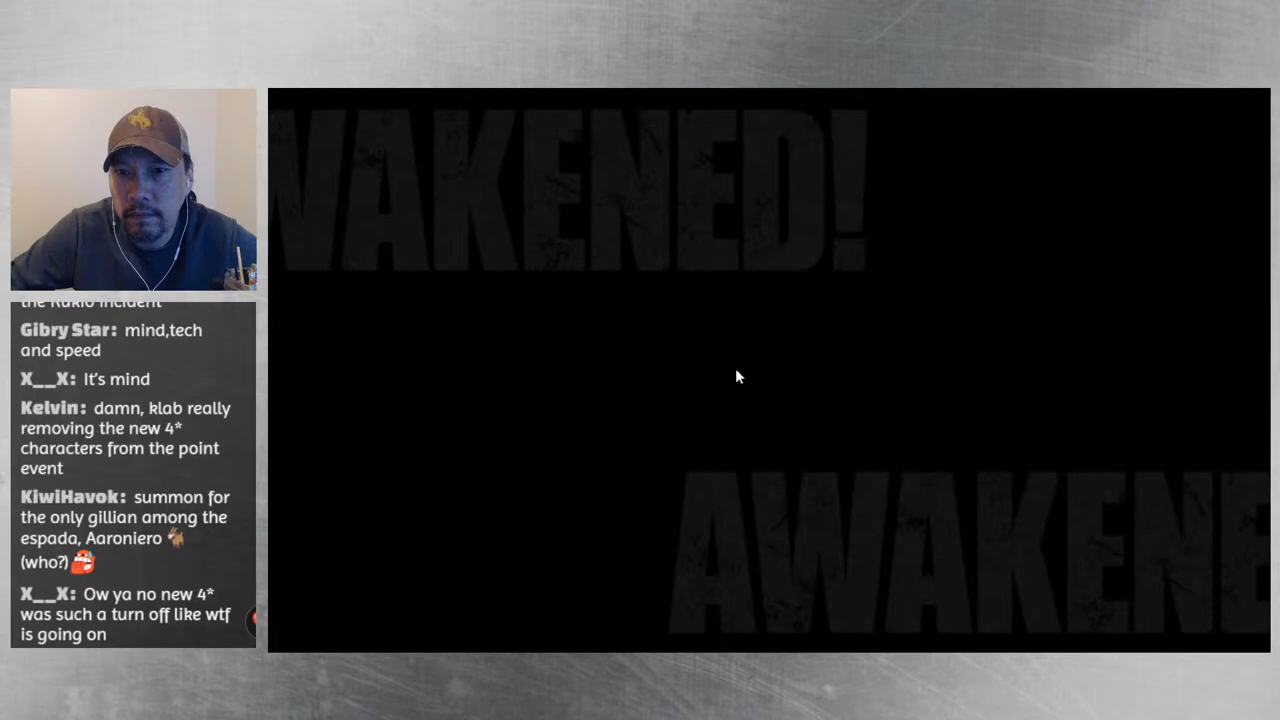 WAKENED!
Gibry Star: mind,tech
and speed
X__X: It's mind
Kelvin: damn, klab really
removing the new 4*
characters from the point
event
KiwiHavok: summon for
the only gillian among the
espada, Aaroniero
(who?)
X__X: Ow ya no new 4*
was such a turn off like wtf
is going on
AWAKENE